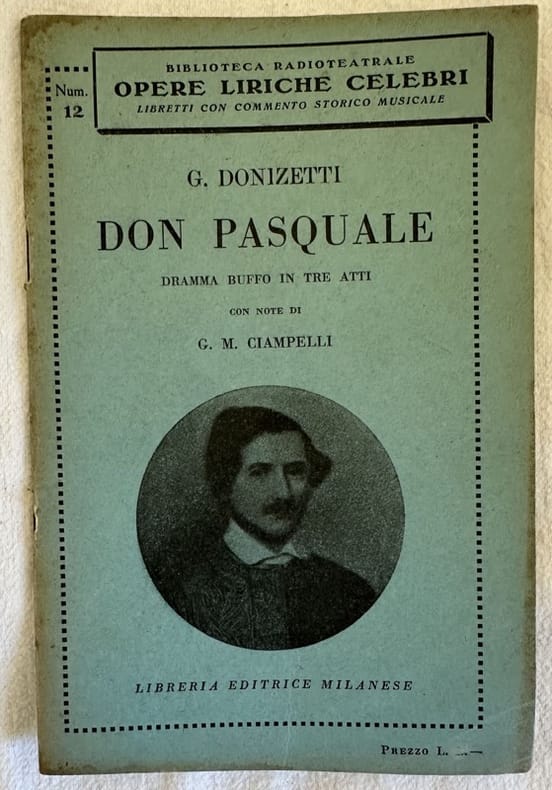 BIBLIOTECA RADIOTEATRALE
OPERE LIRICHE CELEBRI
LIBRETTI CON COMMENTO STORICO MUSICALE
Num.
12
G. DONIZETTI
DON PASQUALE
DRAMMA BUFFO IN TRE ATTI
CON NOTE DI
G. M. CIAMPELLI
LIBRERIA EDITRICE MILANESE
PREZZO L.